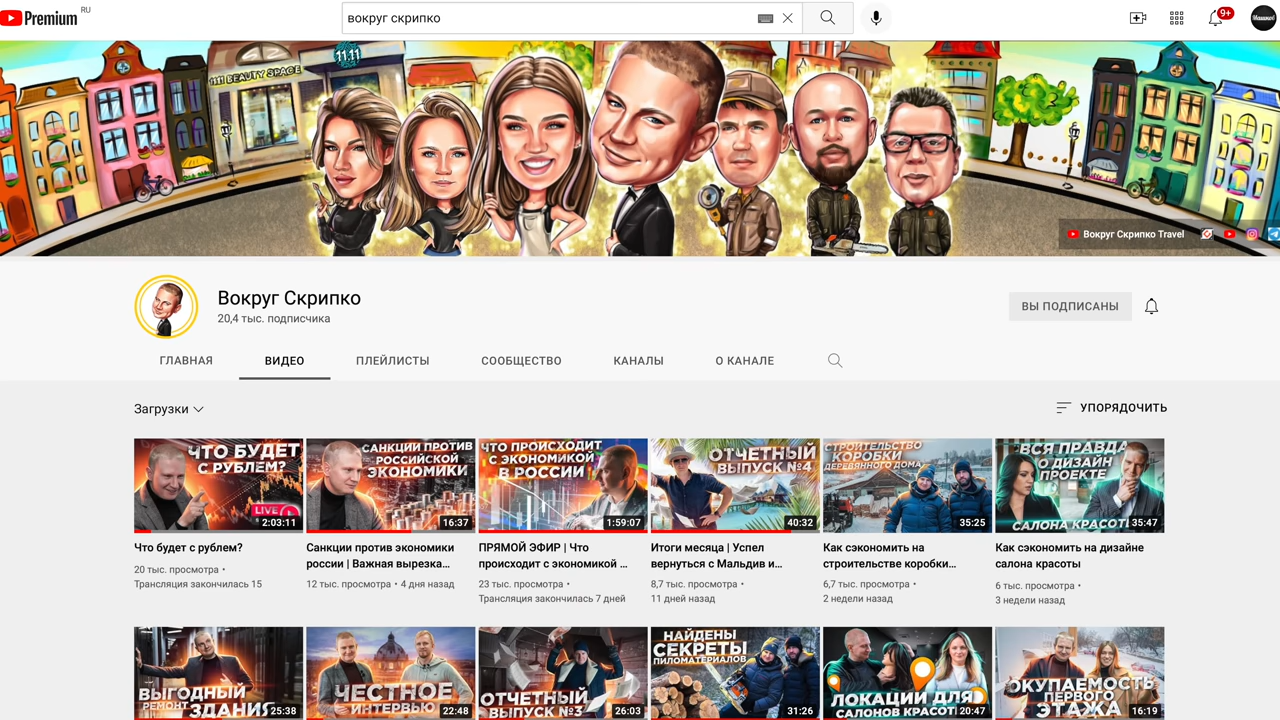 Premium
RU
вокруг скрипко
9+
Машков
11.11
11.11 BEAUTY SPACE
Вокруг Скрипко Travel
Вокруг Скрипко
20,4 тыс. подписчика
ВЫ ПОДПИСАНЫ
ГЛАВНАЯ
ВИДЕО
ПЛЕЙЛИСТЫ
СООБЩЕСТВО
КАНАЛЫ
О КАНАЛЕ
Загрузки
УПОРЯДОЧИТЬ
ЧТО БУДЕТ
С РУБЛЕМ?
LIVE
2:03:11
Что будет с рублем?
20 тыс. просмотра •
Трансляция закончилась 15
САНКЦИИ ПРОТИВ
РОССИЙСКОЙ
ЭКОНОМИКИ
16:37
Санкции против экономики
россии | Важная вырезка…
12 тыс. просмотра • 4 дня назад
ЧТО ПРОИСХОДИТ
С ЭКОНОМИКОЙ
В РОССИИ
1:59:07
ПРЯМОЙ ЭФИР | Что
происходит с экономикой …
23 тыс. просмотра •
Трансляция закончилась 7 дней
ОТЧЕТНЫЙ
ВЫПУСК №4
40:32
Итоги месяца | Успел
вернуться с Мальдив и…
8,7 тыс. просмотра •
11 дней назад
СТРОИТЕЛЬСТВО
КОРОБКИ
ДЕРЕВЯННОГО ДОМА
35:25
Как сэкономить на
строительстве коробки…
6,7 тыс. просмотра •
2 недели назад
ВСЯ ПРАВДА
О ДИЗАЙН
ПРОЕКТЕ
САЛОНА КРАСОТЫ
35:47
Как сэкономить на дизайне
салона красоты
6 тыс. просмотра •
3 недели назад
ВЫГОДНЫЙ
РЕМОНТ
ЗДАНИЯ
25:38
ЧЕСТНОЕ
ИНТЕРВЬЮ
22:48
ОТЧЕТНЫЙ
ВЫПУСК №3
26:03
НАЙДЕНЫ
СЕКРЕТЫ
ПИЛОМАТЕРИАЛОВ
31:26
ЛОКАЦИИ ДЛЯ
САЛОНОВ КРАСОТЫ
20:47
ОКУПАЕМОСТЬ
ПЕРВОГО
ЭТАЖА
16:19